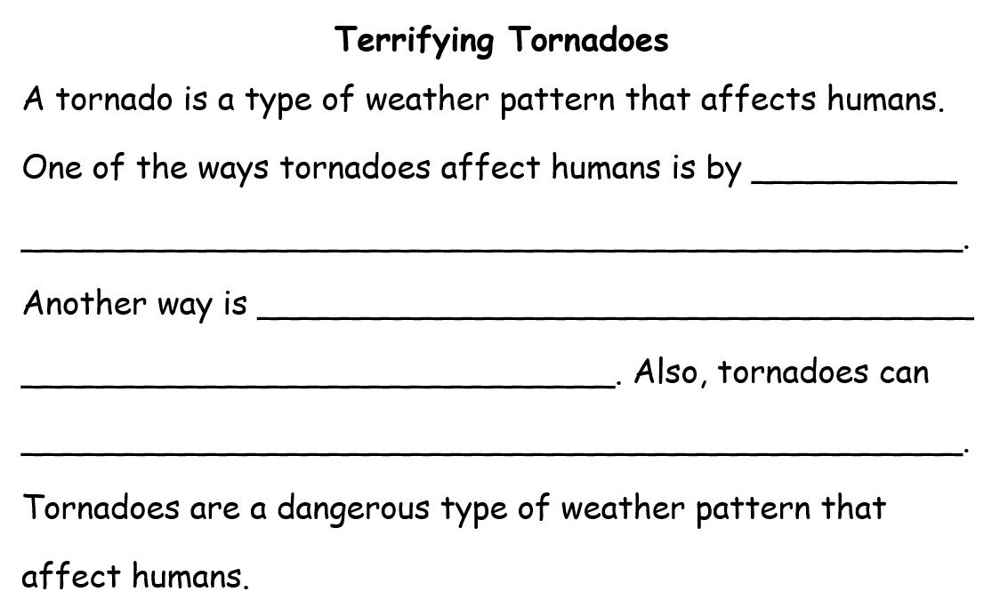 Terrifying Tornadoes
A tornado is a type of weather pattern that affects humans.
One of the ways tornadoes affect humans is by __________
______________________________________________.
Another way is ___________________________________
_____________________________. Also, tornadoes can
______________________________________________.
Tornadoes are a dangerous type of weather pattern that
affect humans.